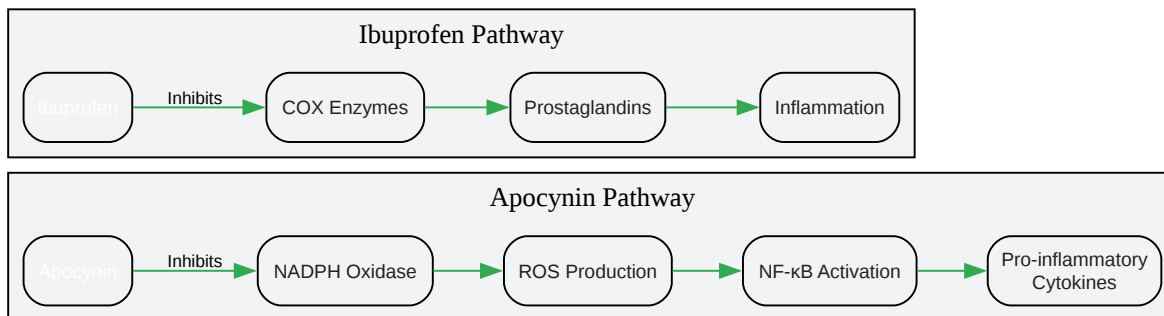 Ibuprofen Pathway
Ibuprofen
Inhibits
COX Enzymes
Prostaglandins
Inflammation
Apocynin Pathway
Apocynin
Inhibits
NADPH Oxidase
ROS Production
NF-κB Activation
Pro-inflammatory
Cytokines